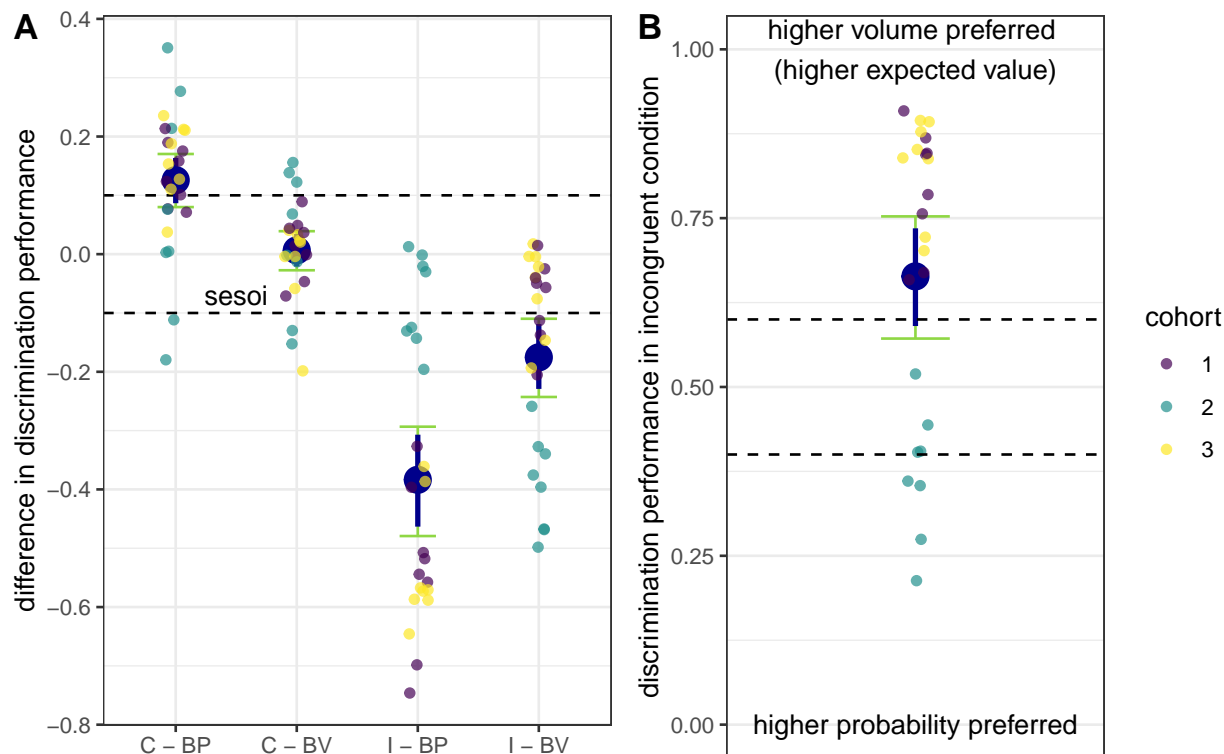 A
difference in discrimination performance
0.4
0.2
0.0
−0.2
−0.4
−0.6
−0.8
sesoi
C − BP
C − BV
I − BP
I − BV
B
discrimination performance in incongruent condition
1.00
0.75
0.50
0.25
0.00
higher volume preferred
(higher expected value)
higher probability preferred
cohort
1
2
3